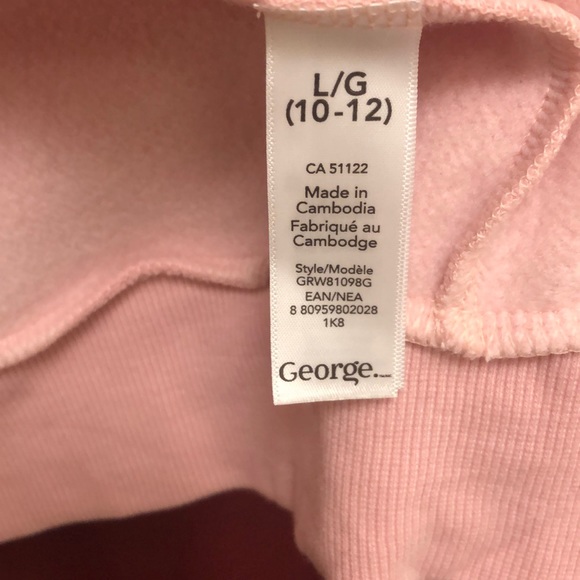 L/G
(10-12)
CA 51122
Made in
Cambodia
Fabriqué au
Cambodge
Style/Modèle
GRW81098G
EAN/NEA
8 80959802028
1K8
George.